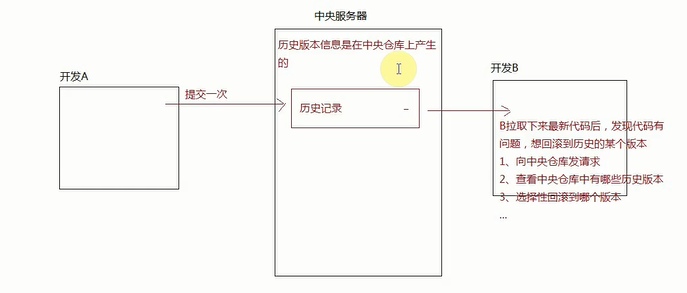 中央服务器
历史版本信息是在中央仓库上产生
的
开发A
提交一次
历史记录
开发B
B拉取下来最新代码后，发现代码有
问题，想回滚到历史的某个版本
1、向中央仓库发请求
2、查看中央仓库中有哪些历史版本
3、选择性回滚到哪个版本
...